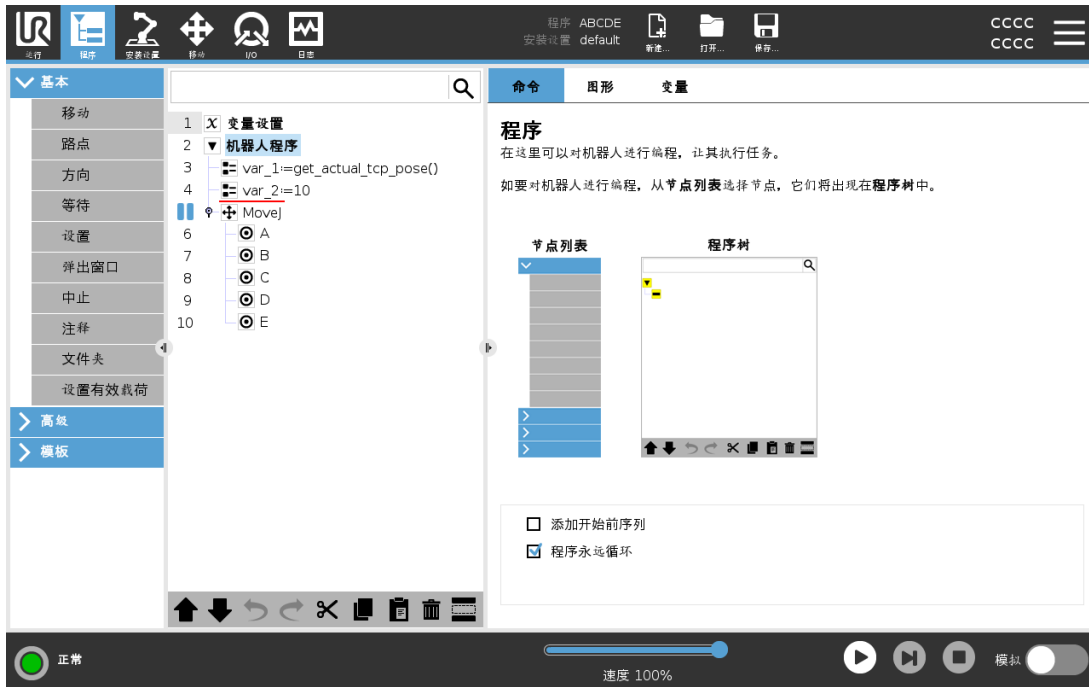 UR
运行
程序
安装设置
移动
I/O
日志
程序 ABCDE
安装设置 default
新建...
打开...
保存...
CCCC
CCCC
基本
移动
路点
方向
等待
设置
弹出窗口
中止
注释
文件夹
设置有效载荷
高级
模板
1 x 变量设置
2 机器人程序
3 var_1:=get_actual_tcp_pose()
4 var_2:=10
MoveJ
6 A
7 B
8 C
9 D
10 E
命令 图形 变量
程序
在这里可以对机器人进行编程，让其执行任务。
如要对机器人进行编程，从节点列表选择节点，它们将出现在程序树中。
节点列表 程序树
添加开始前序列
程序永远循环
正常
速度 100%
模拟